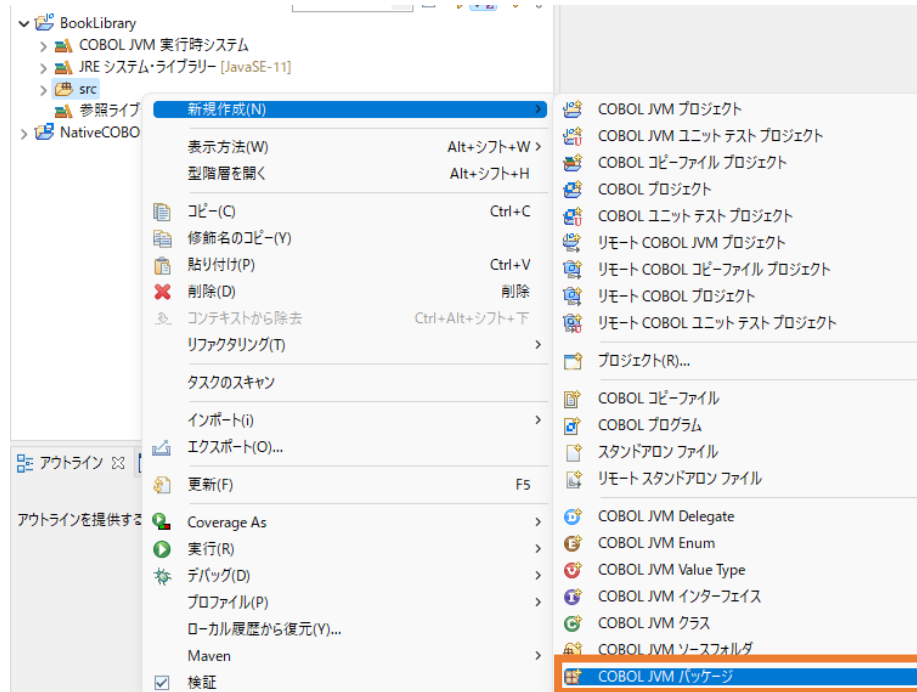 BookLibrary
COBOL JVM 実行時システム
JRE システム・ライブラリー [JavaSE-11]
src
参照ライブ
NativeCOBO
新規作成(N)
表示方法(W) Alt+シフト+W
型階層を開く Alt+シフト+H
コピー(C) Ctrl+C
修飾名のコピー(Y)
貼り付け(P) Ctrl+V
削除(D) 削除
コンテキストから除去 Ctrl+Alt+シフト+下
リファクタリング(T)
タスクのスキャン
インポート(i)
エクスポート(O)...
更新(F) F5
Coverage As
実行(R)
デバッグ(D)
プロファイル(P)
ローカル履歴から復元(Y)...
Maven
検証
COBOL JVM プロジェクト
COBOL JVM ユニット テスト プロジェクト
COBOL コピーファイル プロジェクト
COBOL プロジェクト
COBOL ユニット テスト プロジェクト
リモート COBOL JVM プロジェクト
リモート COBOL コピーファイル プロジェクト
リモート COBOL プロジェクト
リモート COBOL ユニット テスト プロジェクト
プロジェクト(R)...
COBOL コピーファイル
COBOL プログラム
スタンドアロン ファイル
リモート スタンドアロン ファイル
COBOL JVM Delegate
COBOL JVM Enum
COBOL JVM Value Type
COBOL JVM インターフェイス
COBOL JVM クラス
COBOL JVM ソースフォルダ
COBOL JVM パッケージ
アウトライン
アウトラインを提供する